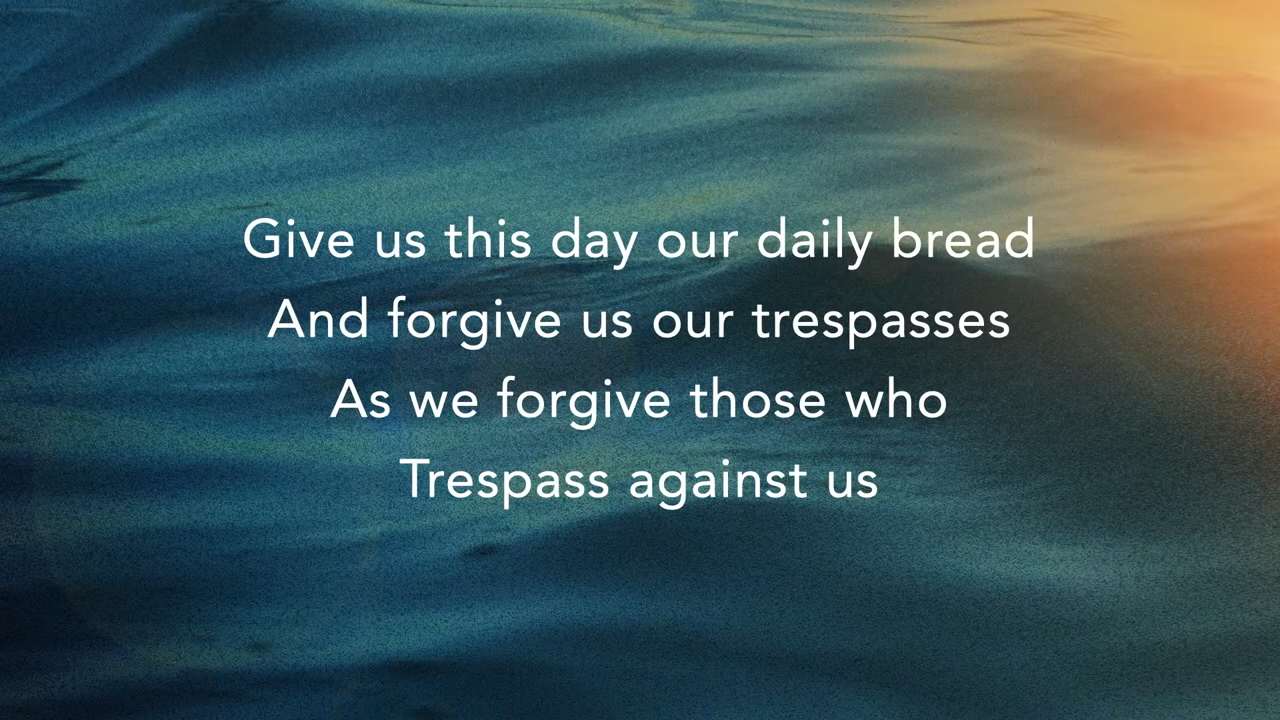 Give us this day our daily bread
And forgive us our trespasses
As we forgive those who
Trespass against us